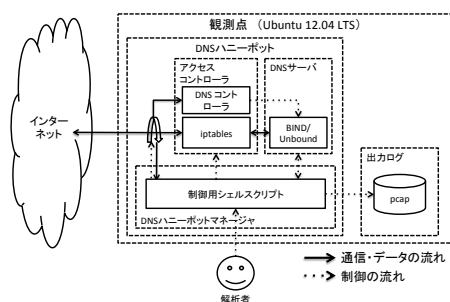 観測点 (Ubuntu 12.04 LTS)
DNSハニーポット
アクセス
コントローラ
DNSサーバ
DNS コント
ローラ
インター
ネット
iptables
BIND/
Unbound
出力ログ
制御用シェルスクリプト
pcap
DNSハニーポットマネージャ
通信・データの流れ
制御の流れ
解析者